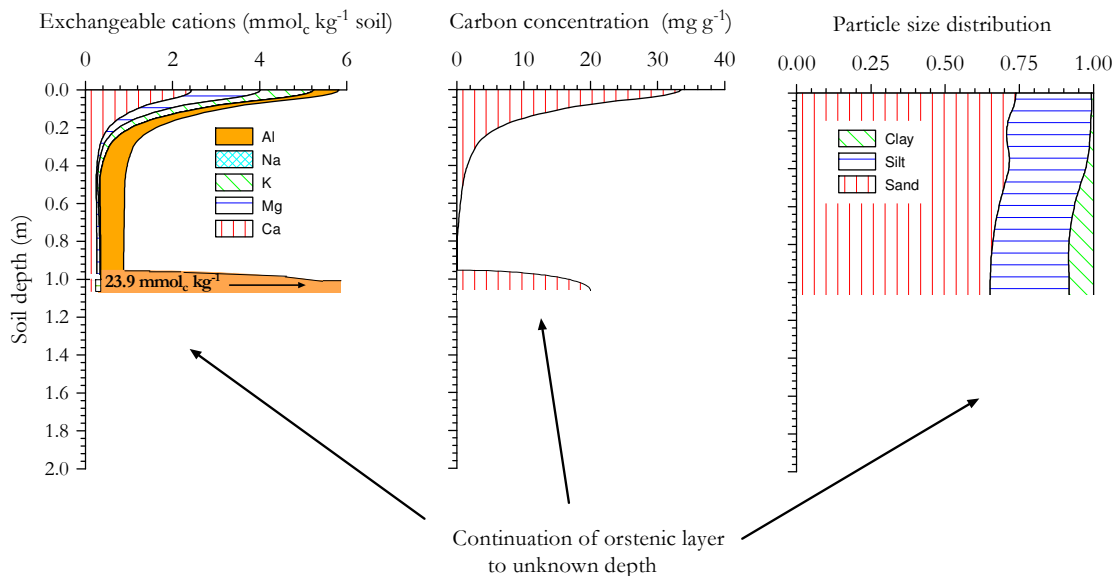 Exchangeable cations (mmolc kg-1 soil)
0 2 4 6
Soil depth (m)
0.0
0.2
0.4
0.6
0.8
1.0
1.2
1.4
1.6
1.8
2.0
Al
Na
K
Mg
Ca
23.9 mmolc kg-1
Carbon concentration (mg g-1)
0 10 20 30 40
Particle size distribution
0.00 0.25 0.50 0.75 1.00
Clay
Silt
Sand
Continuation of orstenic layer
to unknown depth